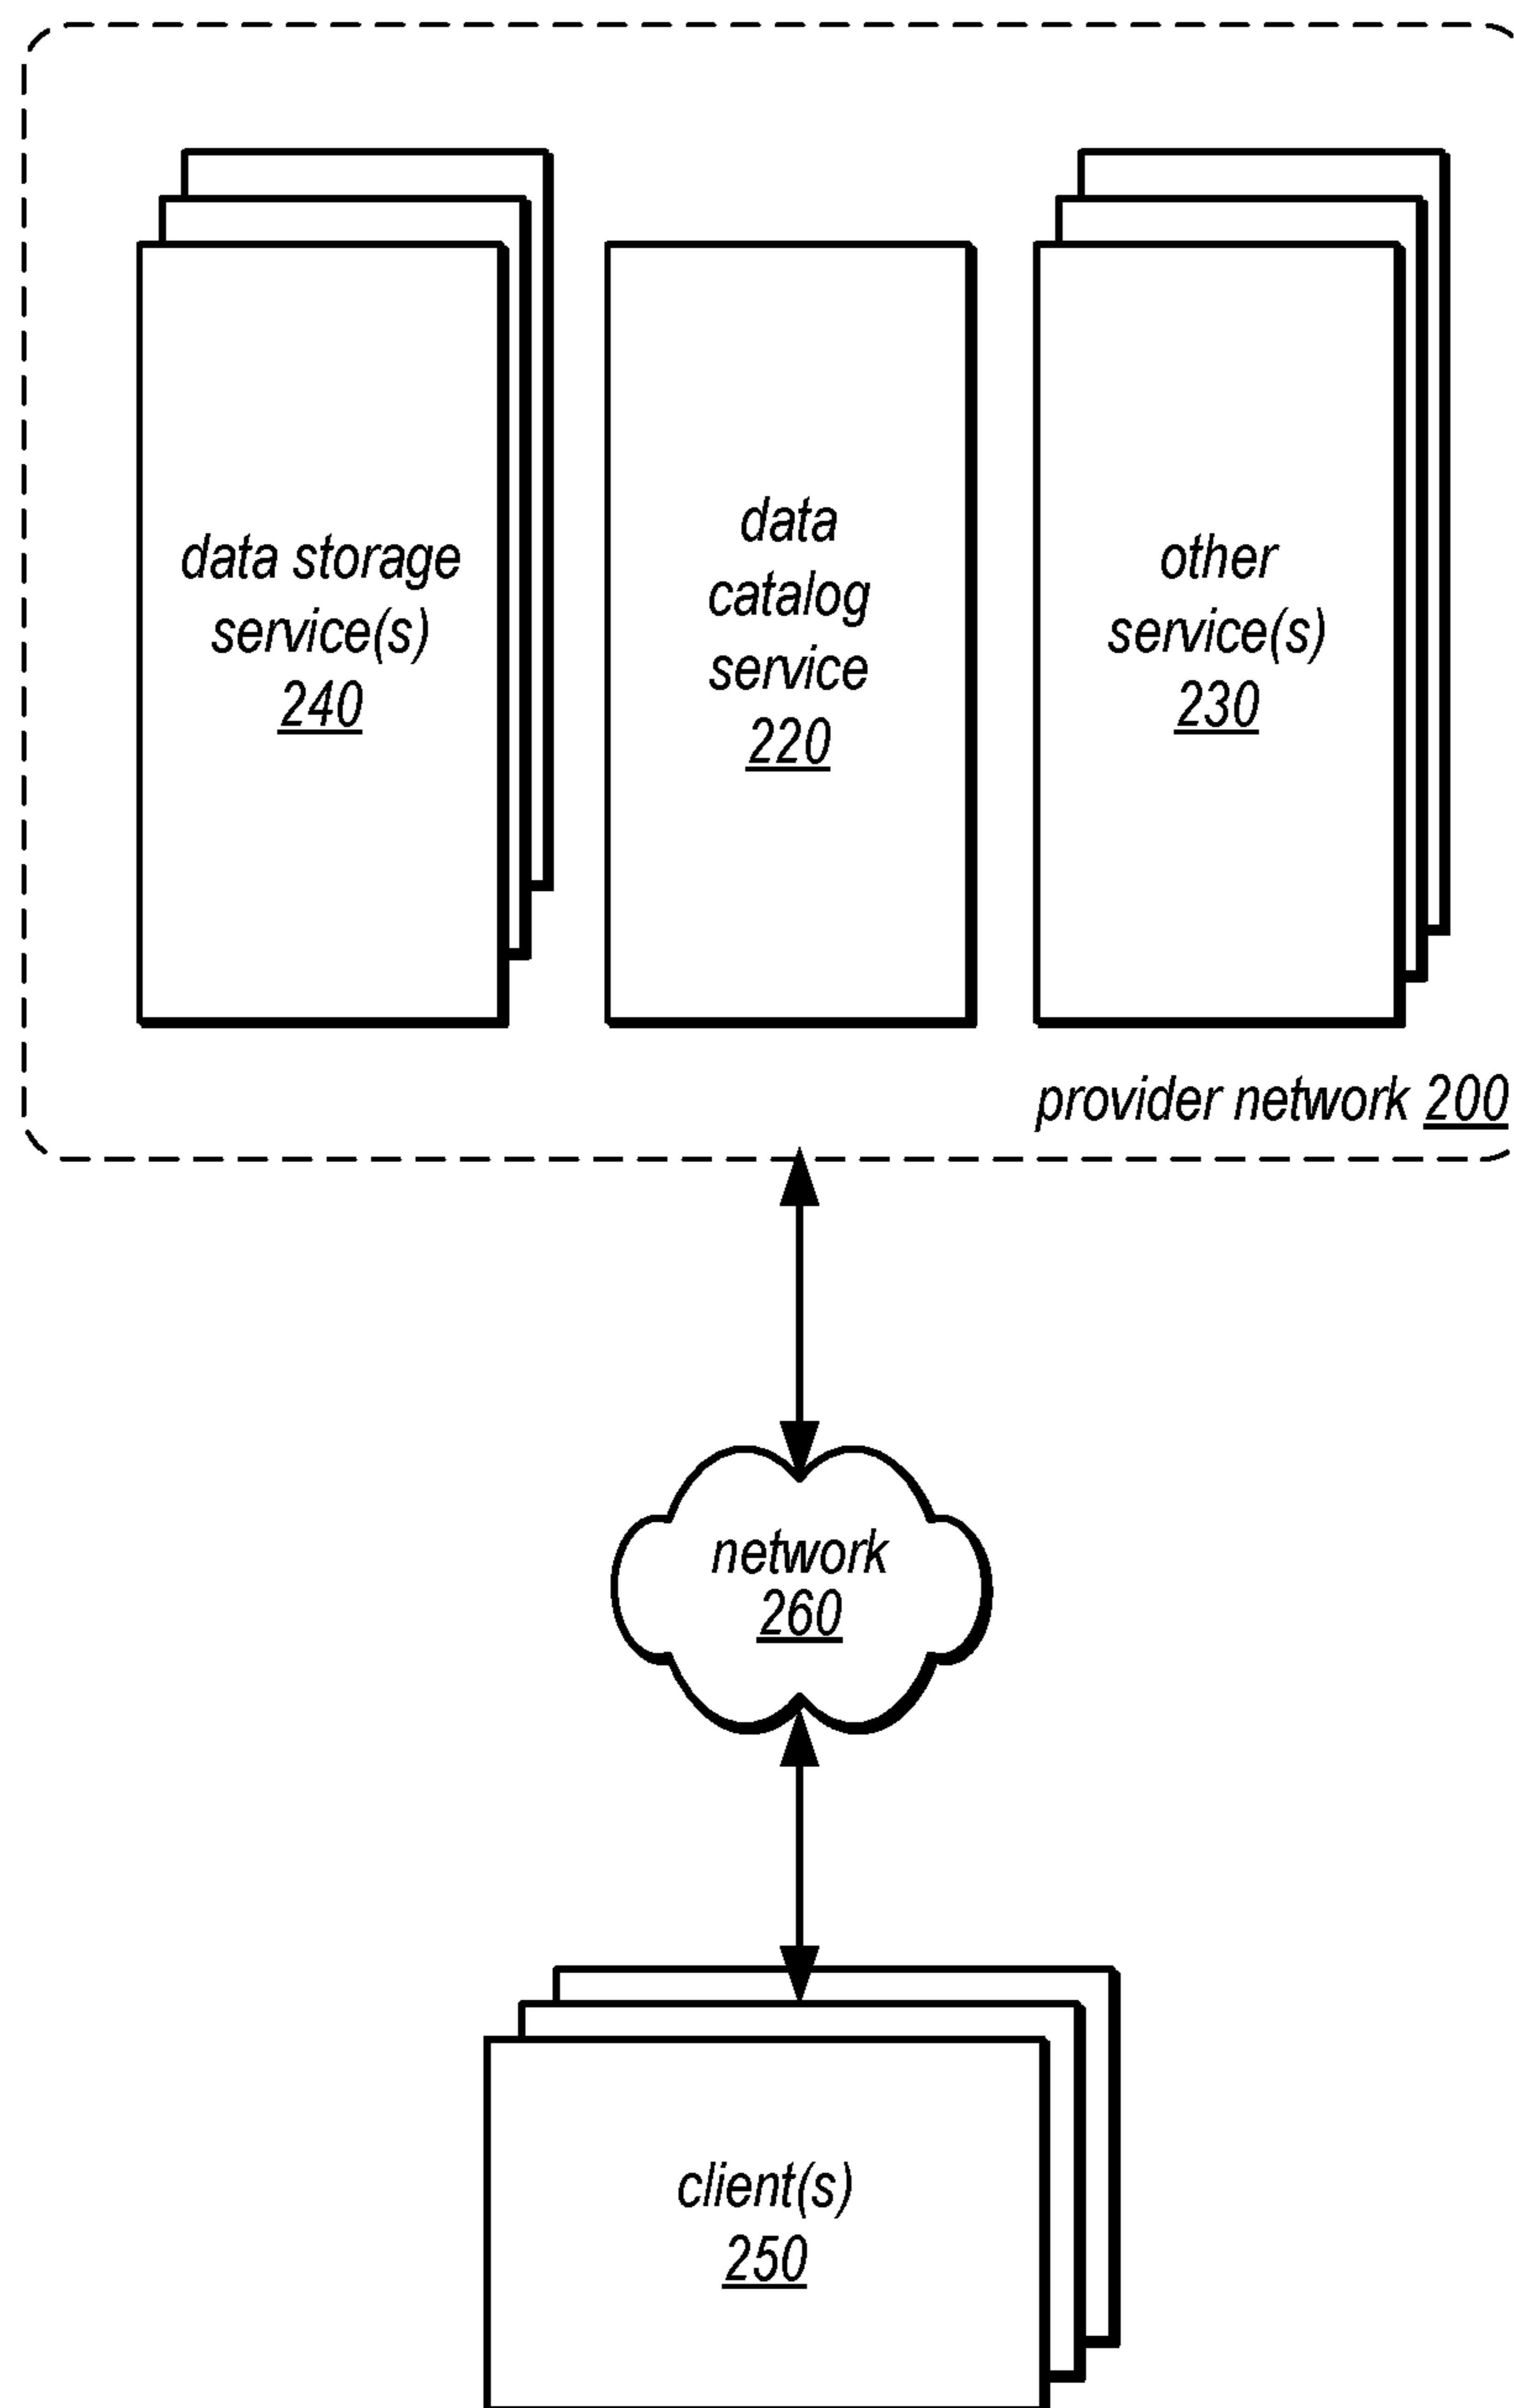 data storage
service(s)
240
data
catalog
service
220
other
service(s)
230
provider network 200
network
260
client(s)
250